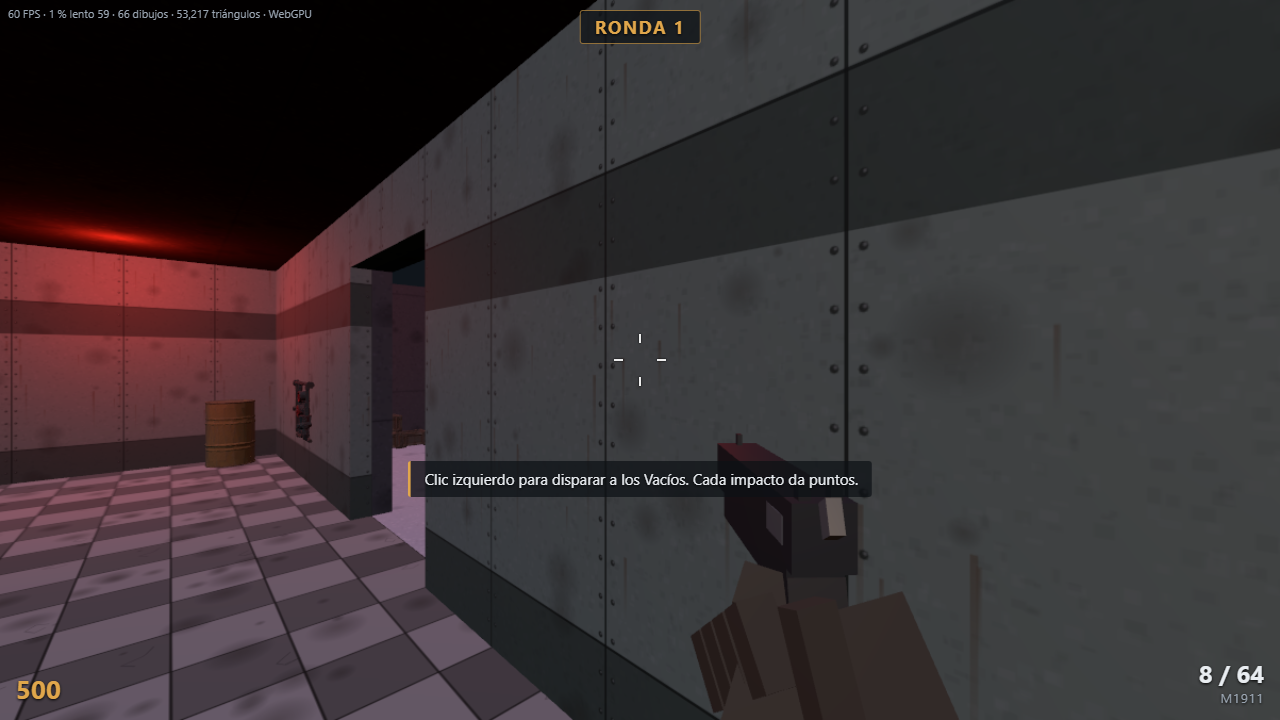 60 FPS · 1 % lento 59 · 66 dibujos · 53,217 triángulos · WebGPU
RONDA 1
Clic izquierdo para disparar a los Vacíos. Cada impacto da puntos.
500
8 / 64
M1911